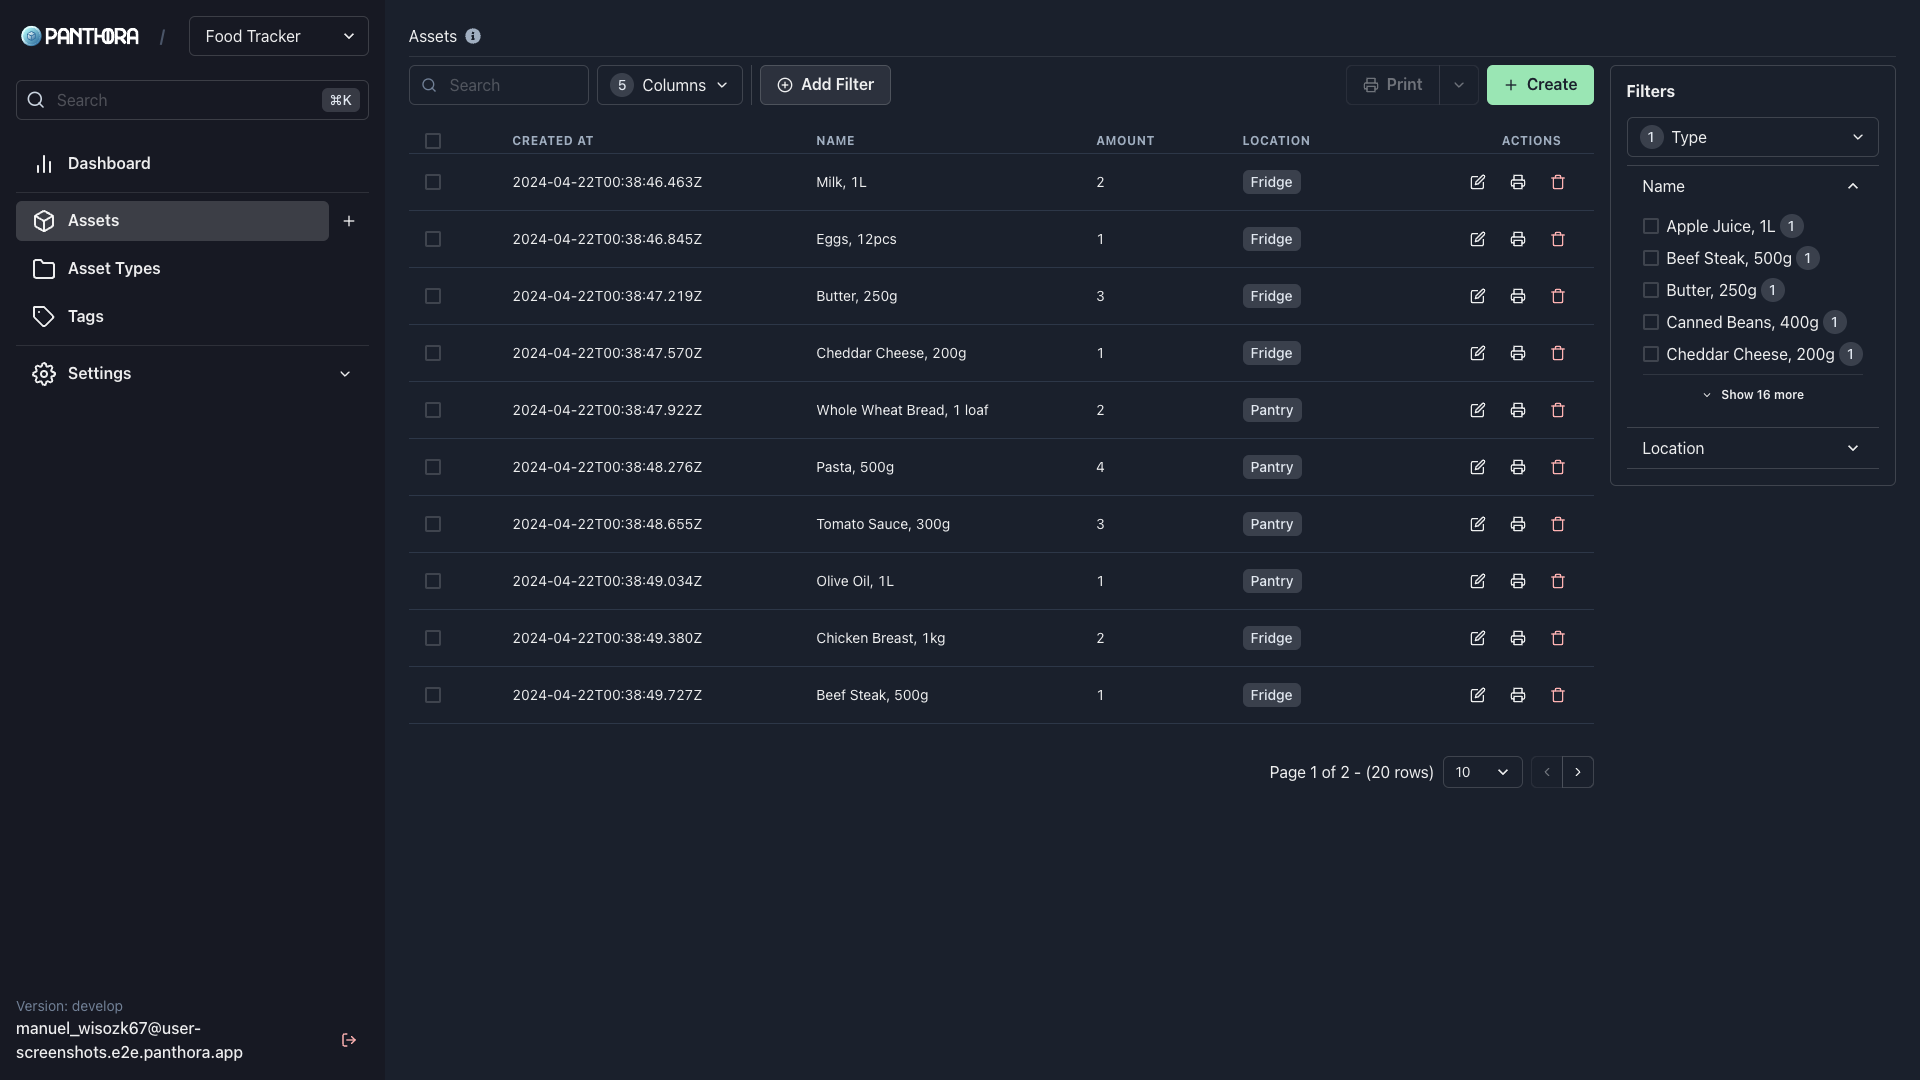 PANTHORA / Food Tracker
Search ⌘K
Dashboard
Assets +
Asset Types
Tags
Settings
Version: develop
manuel_wisozk67@user-
screenshots.e2e.panthora.app
Assets
Search 5 Columns Add Filter Print + Create
CREATED AT NAME AMOUNT LOCATION ACTIONS
2024-04-22T00:38:46.463Z Milk, 1L 2 Fridge
2024-04-22T00:38:46.845Z Eggs, 12pcs 1 Fridge
2024-04-22T00:38:47.219Z Butter, 250g 3 Fridge
2024-04-22T00:38:47.570Z Cheddar Cheese, 200g 1 Fridge
2024-04-22T00:38:47.922Z Whole Wheat Bread, 1 loaf 2 Pantry
2024-04-22T00:38:48.276Z Pasta, 500g 4 Pantry
2024-04-22T00:38:48.655Z Tomato Sauce, 300g 3 Pantry
2024-04-22T00:38:49.034Z Olive Oil, 1L 1 Pantry
2024-04-22T00:38:49.380Z Chicken Breast, 1kg 2 Fridge
2024-04-22T00:38:49.727Z Beef Steak, 500g 1 Fridge
Page 1 of 2 - (20 rows) 10
Filters
1 Type
Name
Apple Juice, 1L 1
Beef Steak, 500g 1
Butter, 250g 1
Canned Beans, 400g 1
Cheddar Cheese, 200g 1
Show 16 more
Location